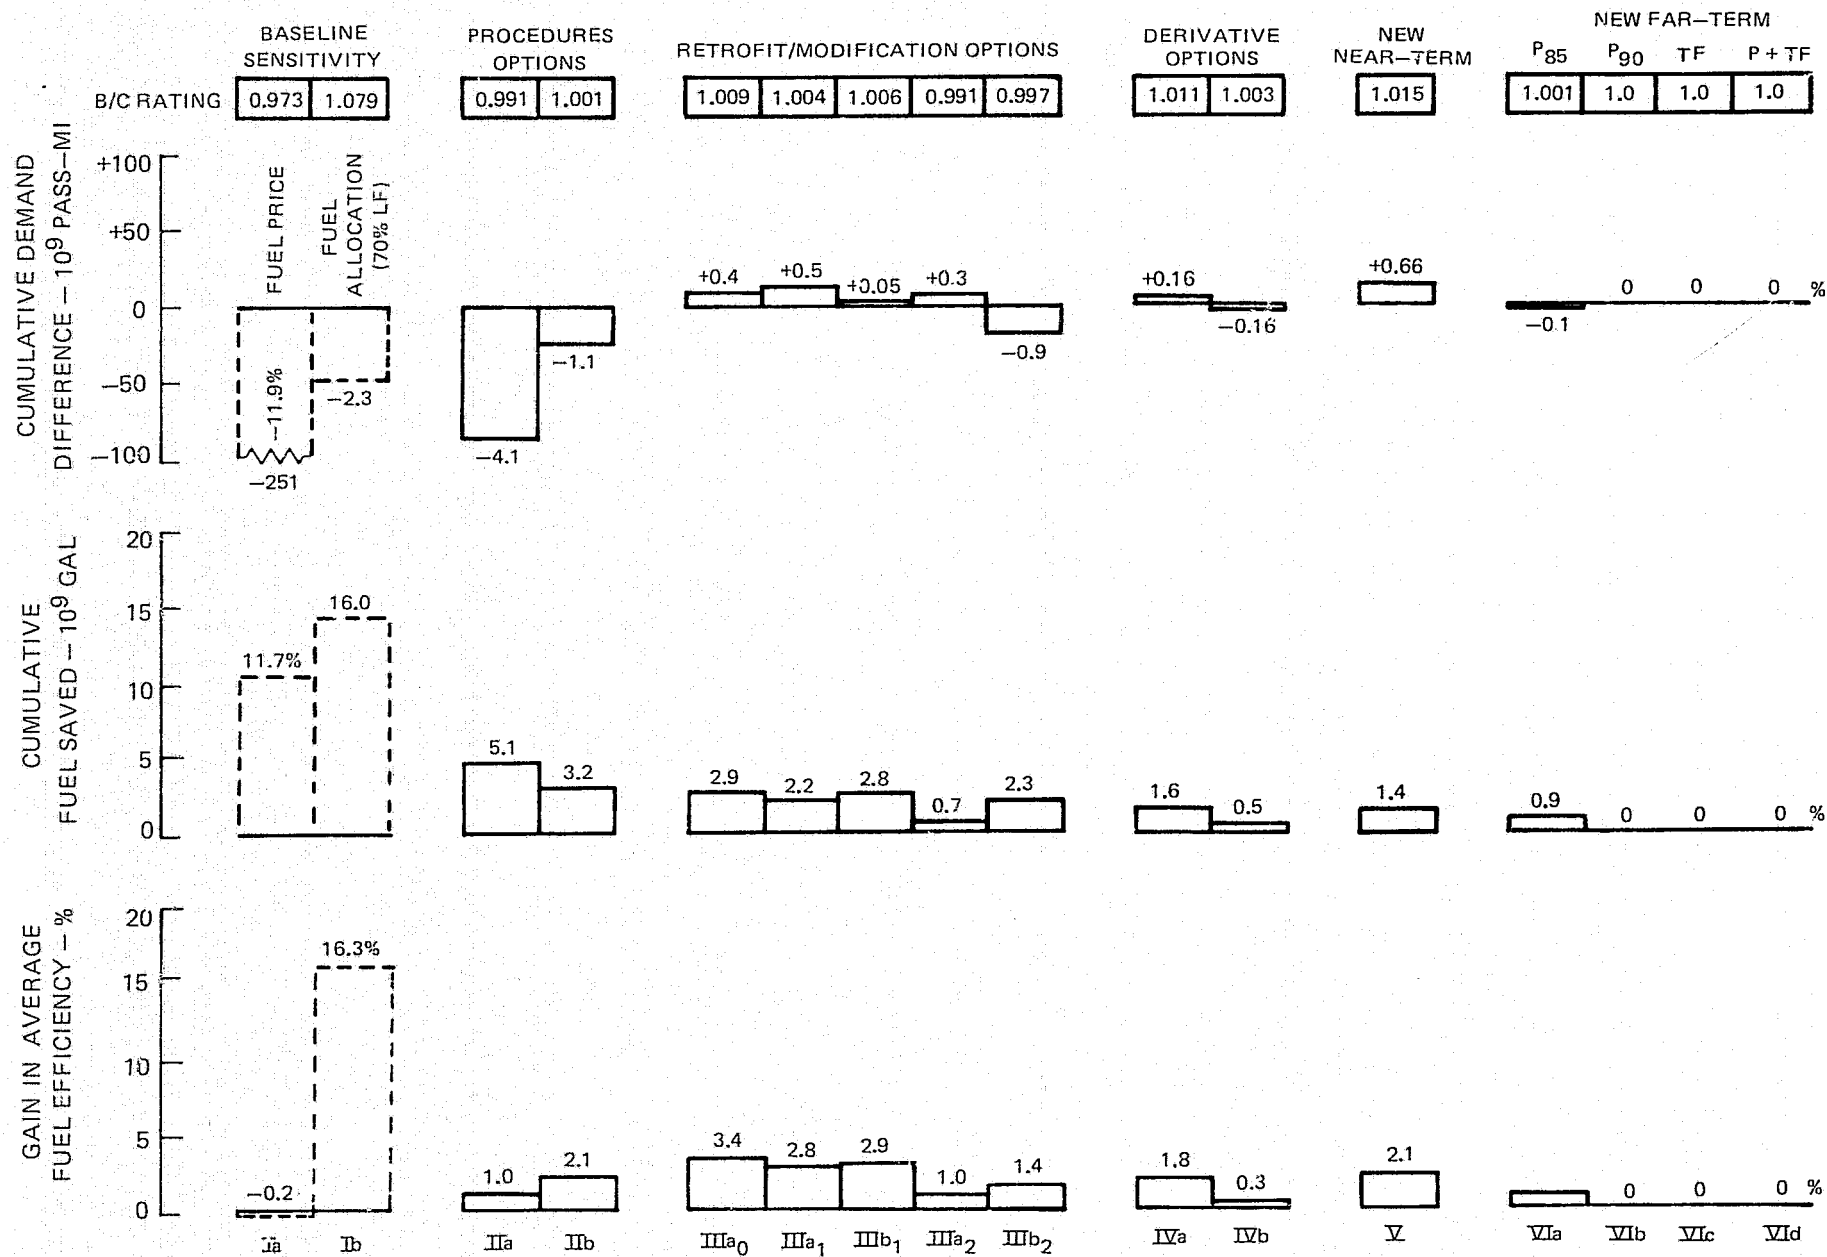 BASELINE SENSITIVITY
PROCEDURES OPTIONS
RETROFIT/MODIFICATION OPTIONS
DERIVATIVE OPTIONS
NEW NEAR–TERM
NEW FAR–TERM
P85 P90 TF P + TF
B/C RATING 0.973 1.079 0.991 1.001 1.009 1.004 1.006 0.991 0.997 1.011 1.003 1.015 1.001 1.0 1.0 1.0
CUMULATIVE DEMAND
DIFFERENCE – 10⁹ PASS–MI
+100
+50
0
–50
–100
FUEL PRICE
FUEL
ALLOCATION
(70% LF)
–11.9%
–251
–2.3
–4.1
–1.1
+0.4
+0.5
+0.05
+0.3
–0.9
+0.16
–0.16
+0.66
–0.1
0 0 0 %
CUMULATIVE
FUEL SAVED – 10⁹ GAL
20
15
10
5
0
11.7%
16.0
5.1
3.2
2.9
2.2
2.8
0.7
2.3
1.6
0.5
1.4
0.9
0 0 0 %
GAIN IN AVERAGE
FUEL EFFICIENCY – %
20
15
10
5
0
–0.2
16.3%
1.0
2.1
3.4
2.8
2.9
1.0
1.4
1.8
0.3
2.1
0 0 0 %
Ia Ib IIa IIb IIIa0 IIIa1 IIIb1 IIIa2 IIIb2 IVa IVb V VIa VIb VIc VId